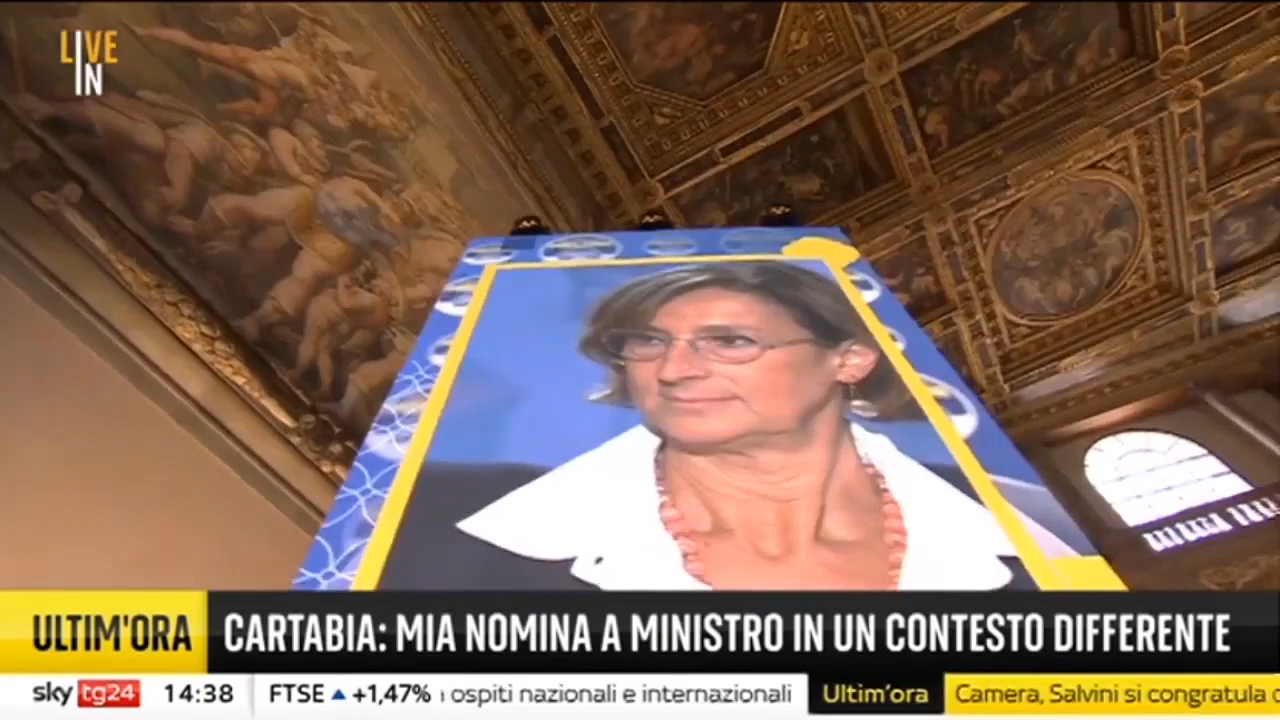 LIVE
IN
ULTIM'ORA CARTABIA: MIA NOMINA A MINISTRO IN UN CONTESTO DIFFERENTE
sky tg24 14:38 FTSE +1,47% ospiti nazionali e internazionali Ultim'ora Camera, Salvini si congratula